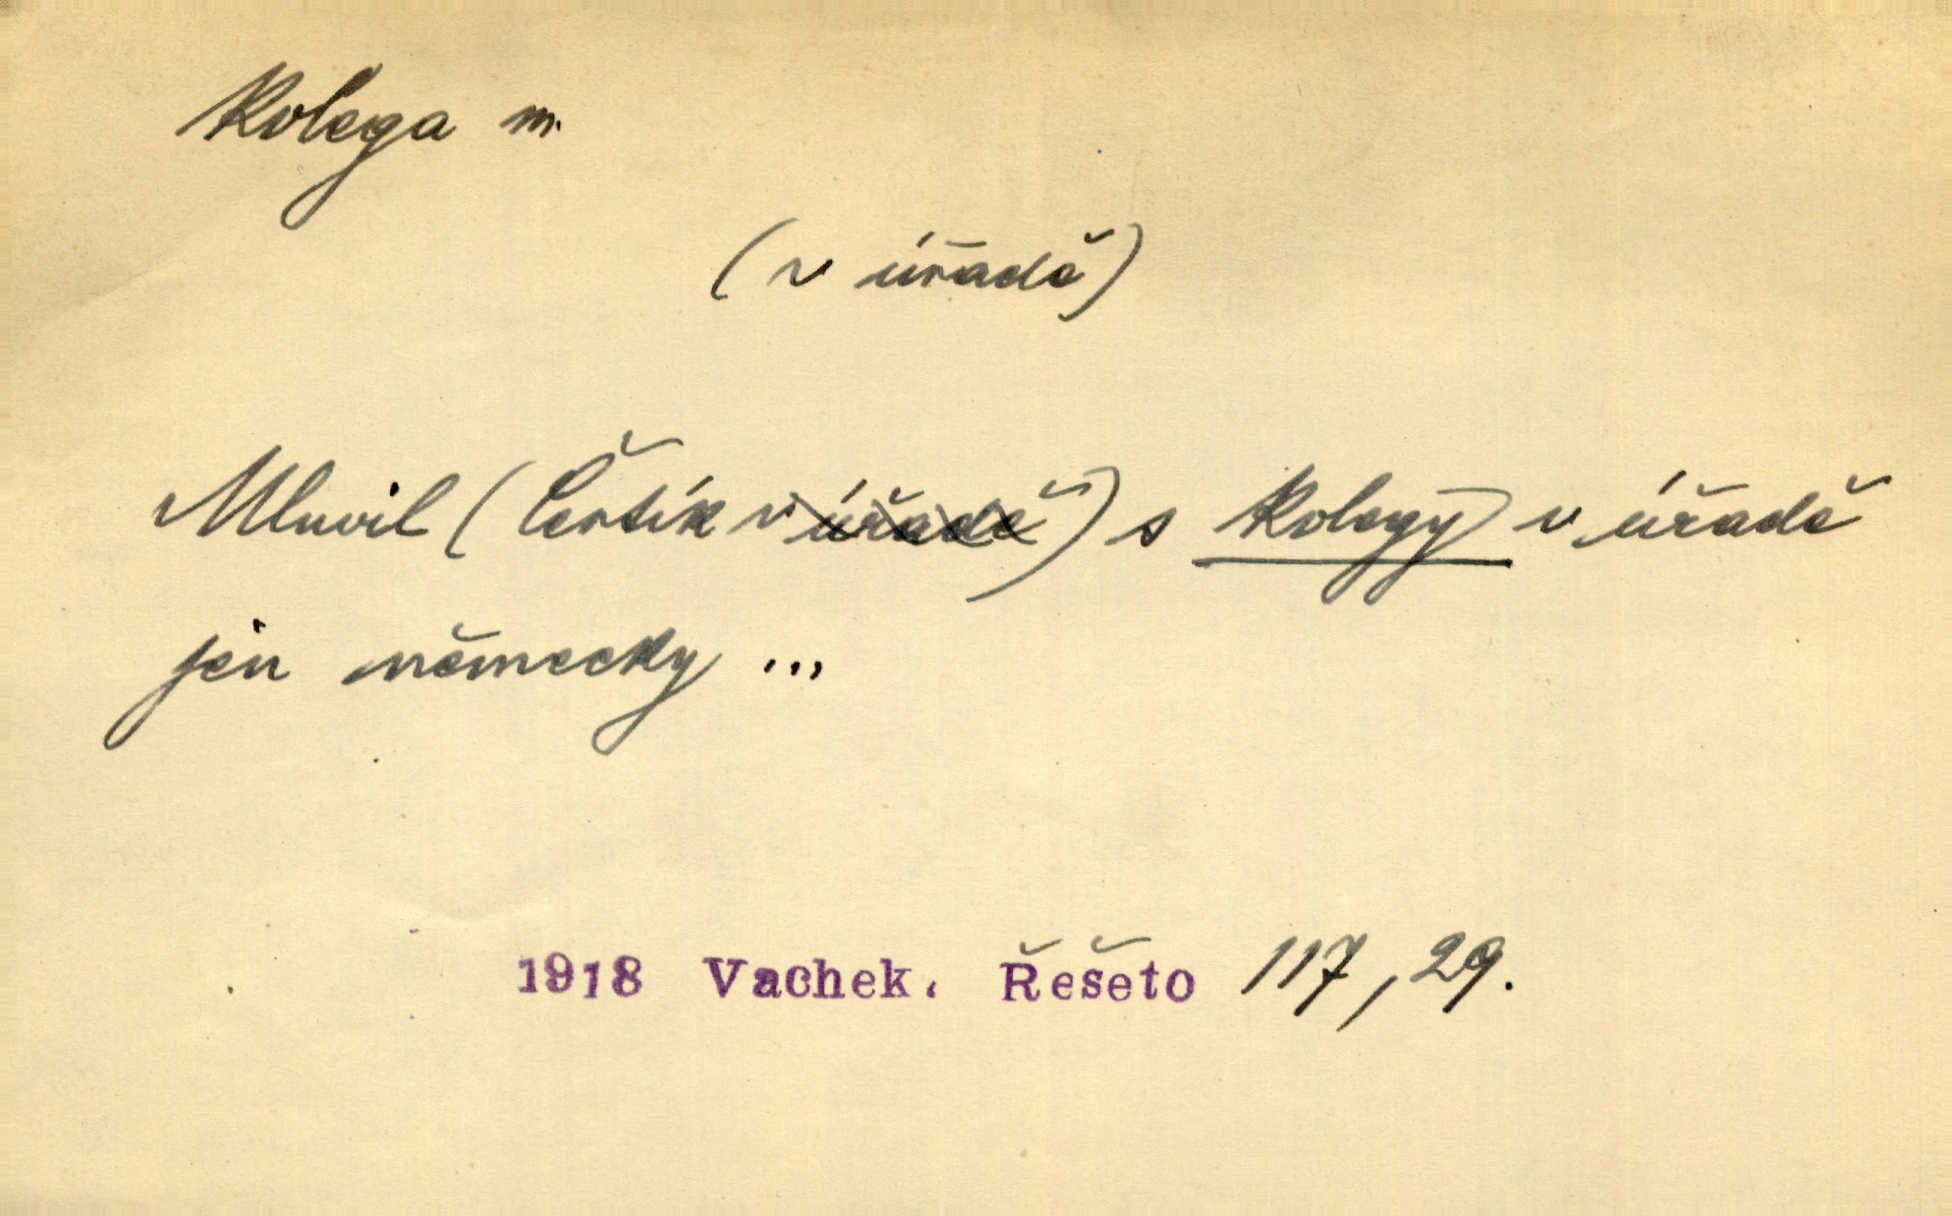 Kolega m.
(v úřadě)
Mluvil (Čertík v úřadě) s kolegy v úřadě
jen německy ...
1918 Vachek. Řešeto 117, 29.